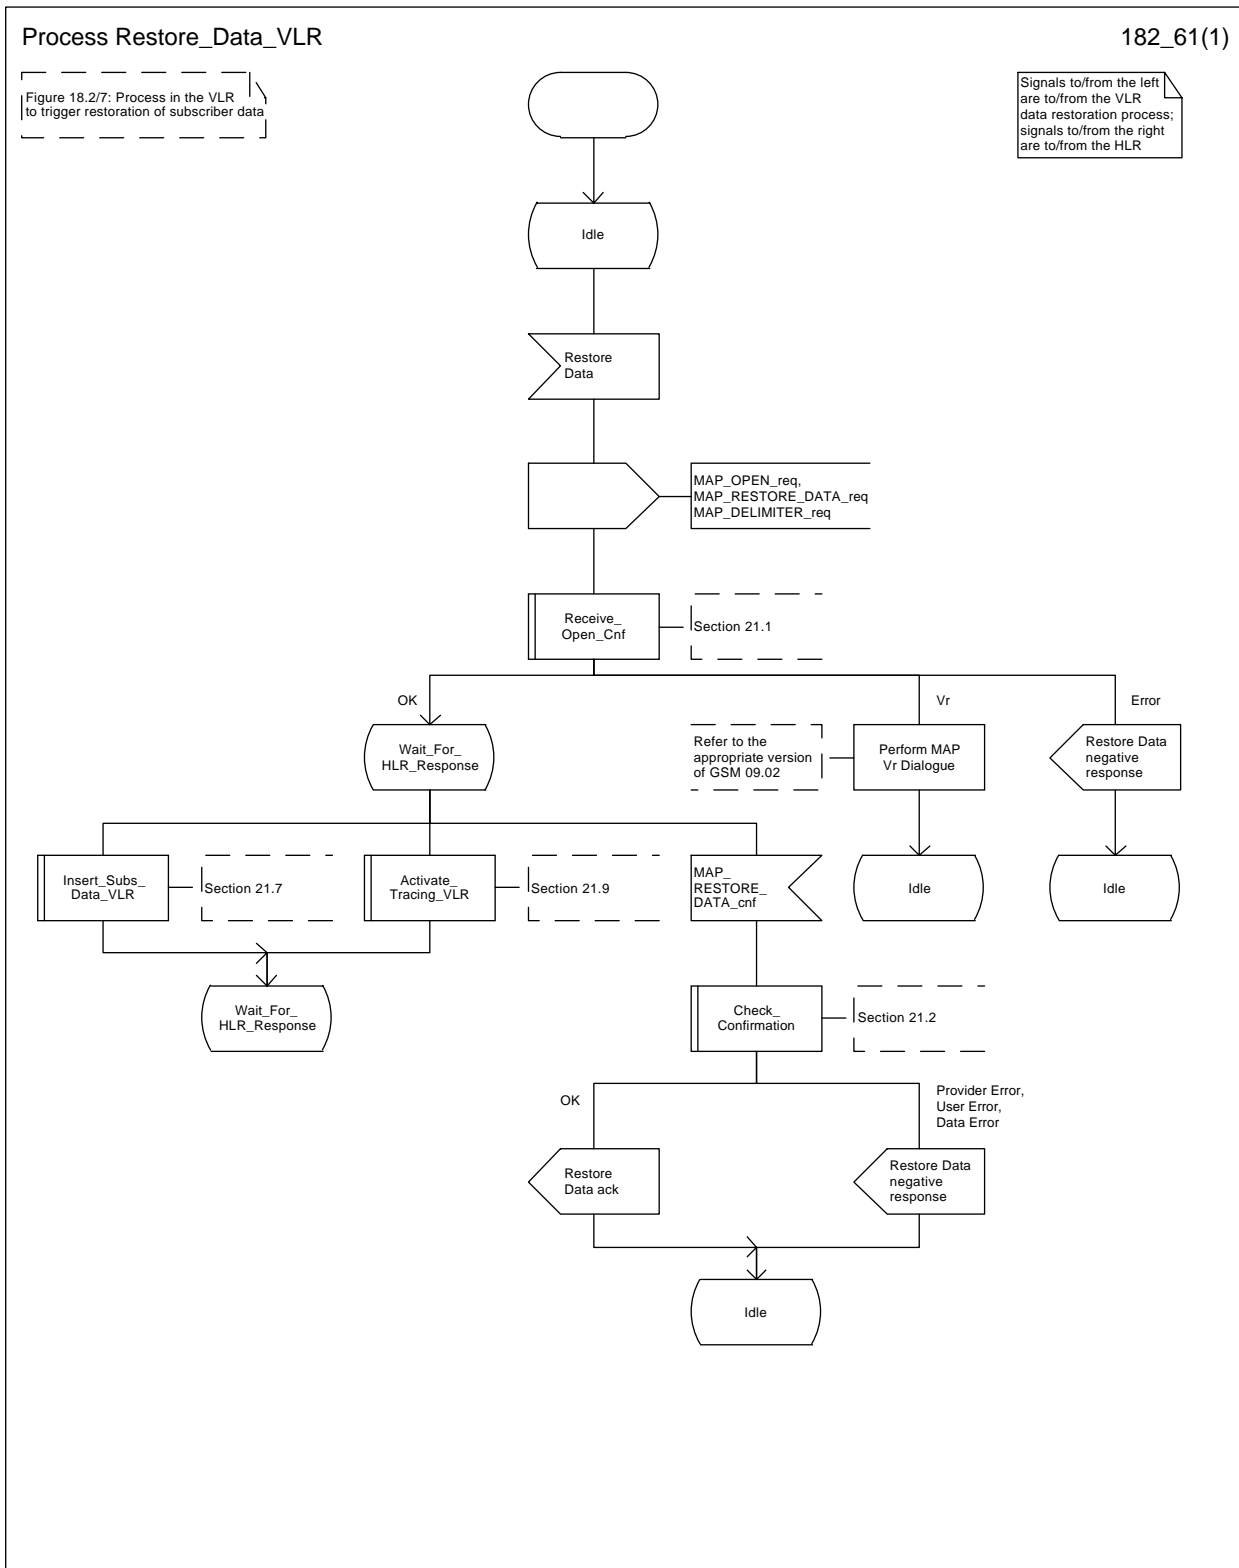 Process Restore_Data_VLR
182_61(1)
Figure 18.2/7: Process in the VLR
to trigger restoration of subscriber data
Signals to/from the left
are to/from the VLR
data restoration process;
signals to/from the right
are to/from the HLR
Idle
Restore
Data
MAP_OPEN_req,
MAP_RESTORE_DATA_req
MAP_DELIMITER_req
Receive_
Open_Cnf
Section 21.1
OK
Vr
Error
Wait_For_
HLR_Response
Refer to the
appropriate version
of GSM 09.02
Perform MAP
Vr Dialogue
Restore Data
negative
response
Insert_Subs_
Data_VLR
Section 21.7
Activate_
Tracing_VLR
Section 21.9
MAP_
RESTORE_
DATA_cnf
Idle
Idle
Wait_For_
HLR_Response
Check_
Confirmation
Section 21.2
OK
Provider Error,
User Error,
Data Error
Restore
Data ack
Restore Data
negative
response
Idle